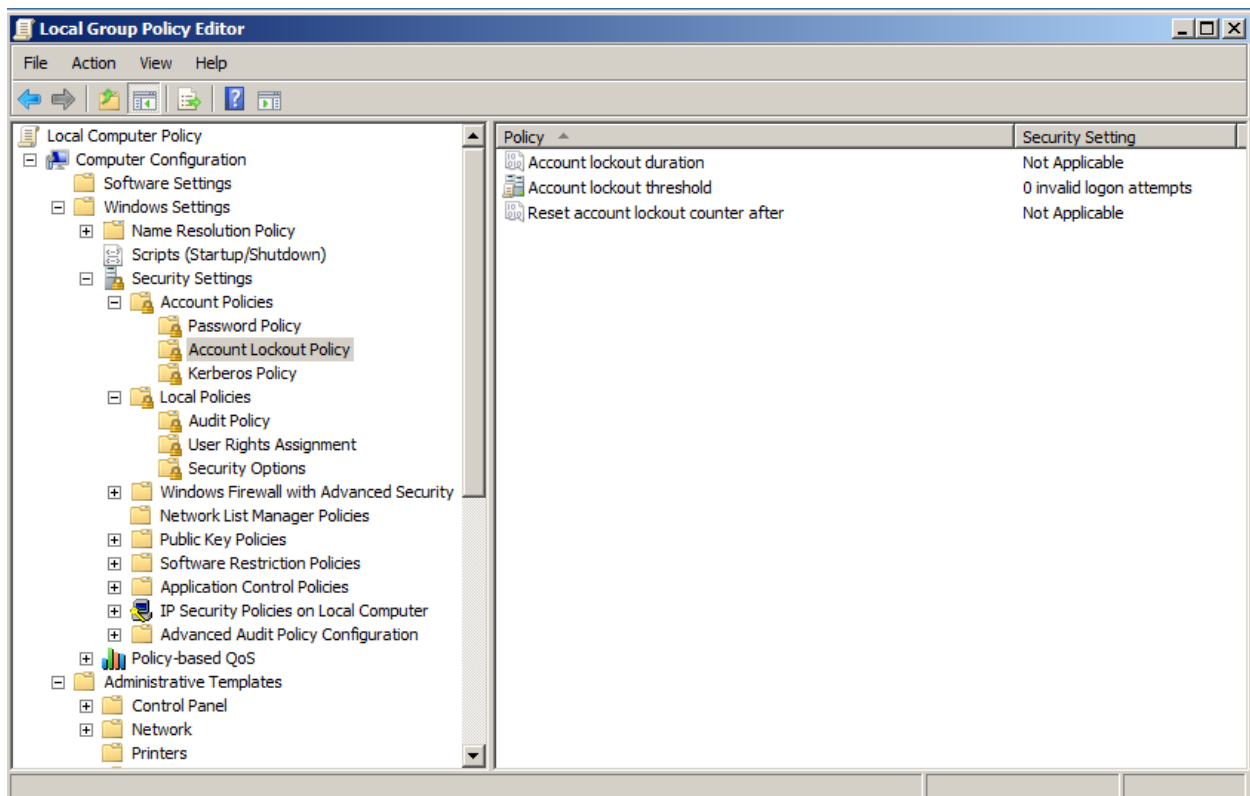 Local Group Policy Editor
File Action View Help
Local Computer Policy
Computer Configuration
Software Settings
Windows Settings
Name Resolution Policy
Scripts (Startup/Shutdown)
Security Settings
Account Policies
Password Policy
Account Lockout Policy
Kerberos Policy
Local Policies
Audit Policy
User Rights Assignment
Security Options
Windows Firewall with Advanced Security
Network List Manager Policies
Public Key Policies
Software Restriction Policies
Application Control Policies
IP Security Policies on Local Computer
Advanced Audit Policy Configuration
Policy-based QoS
Administrative Templates
Control Panel
Network
Printers
Policy Security Setting
Account lockout duration Not Applicable
Account lockout threshold 0 invalid logon attempts
Reset account lockout counter after Not Applicable